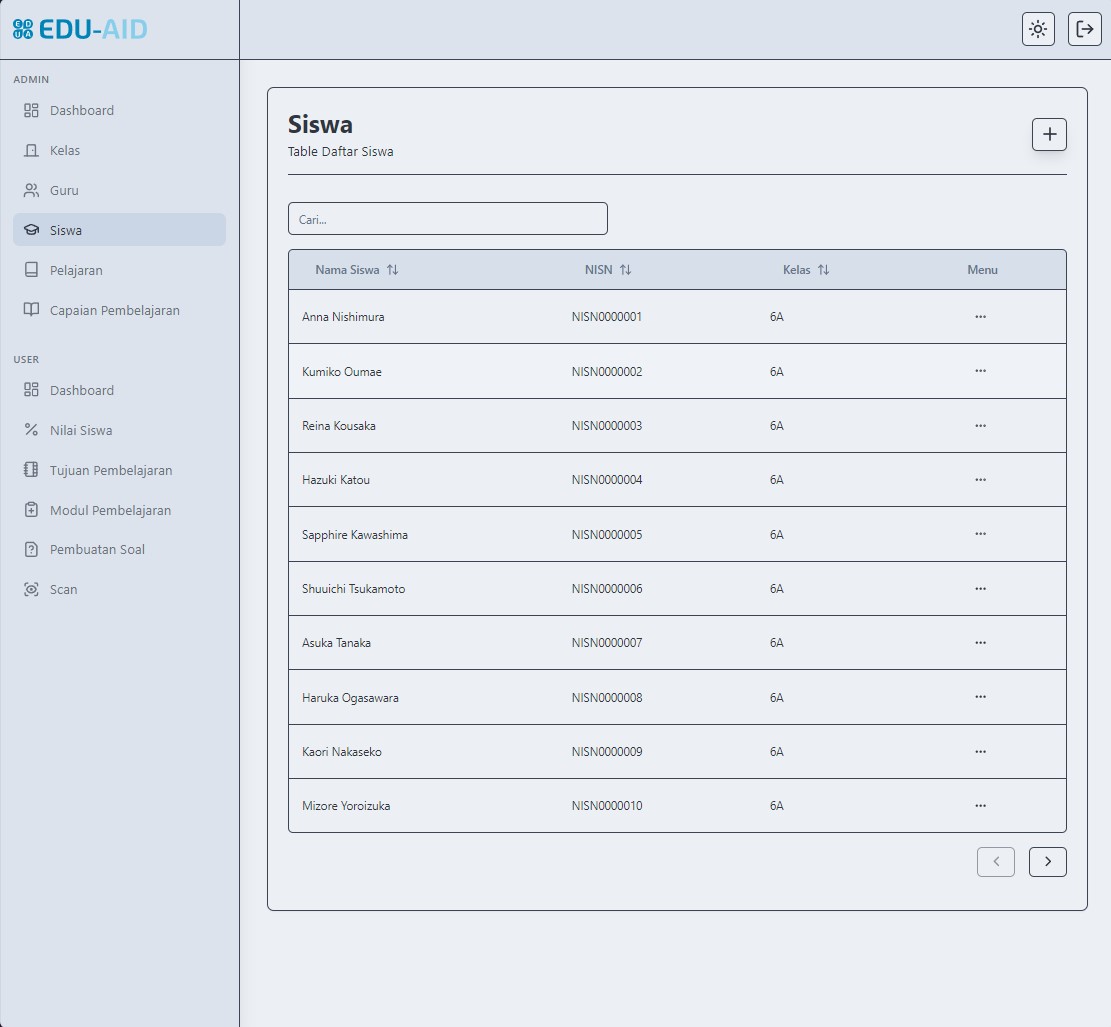 EDUA EDU-AID
ADMIN
Dashboard
Kelas
Guru
Siswa
Pelajaran
Capaian Pembelajaran
USER
Dashboard
Nilai Siswa
Tujuan Pembelajaran
Modul Pembelajaran
Pembuatan Soal
Scan
Siswa
Table Daftar Siswa
Cari...
Nama Siswa NISN Kelas Menu
Anna Nishimura NISN0000001 6A
Kumiko Oumae NISN0000002 6A
Reina Kousaka NISN0000003 6A
Hazuki Katou NISN0000004 6A
Sapphire Kawashima NISN0000005 6A
Shuuichi Tsukamoto NISN0000006 6A
Asuka Tanaka NISN0000007 6A
Haruka Ogasawara NISN0000008 6A
Kaori Nakaseko NISN0000009 6A
Mizore Yoroizuka NISN0000010 6A